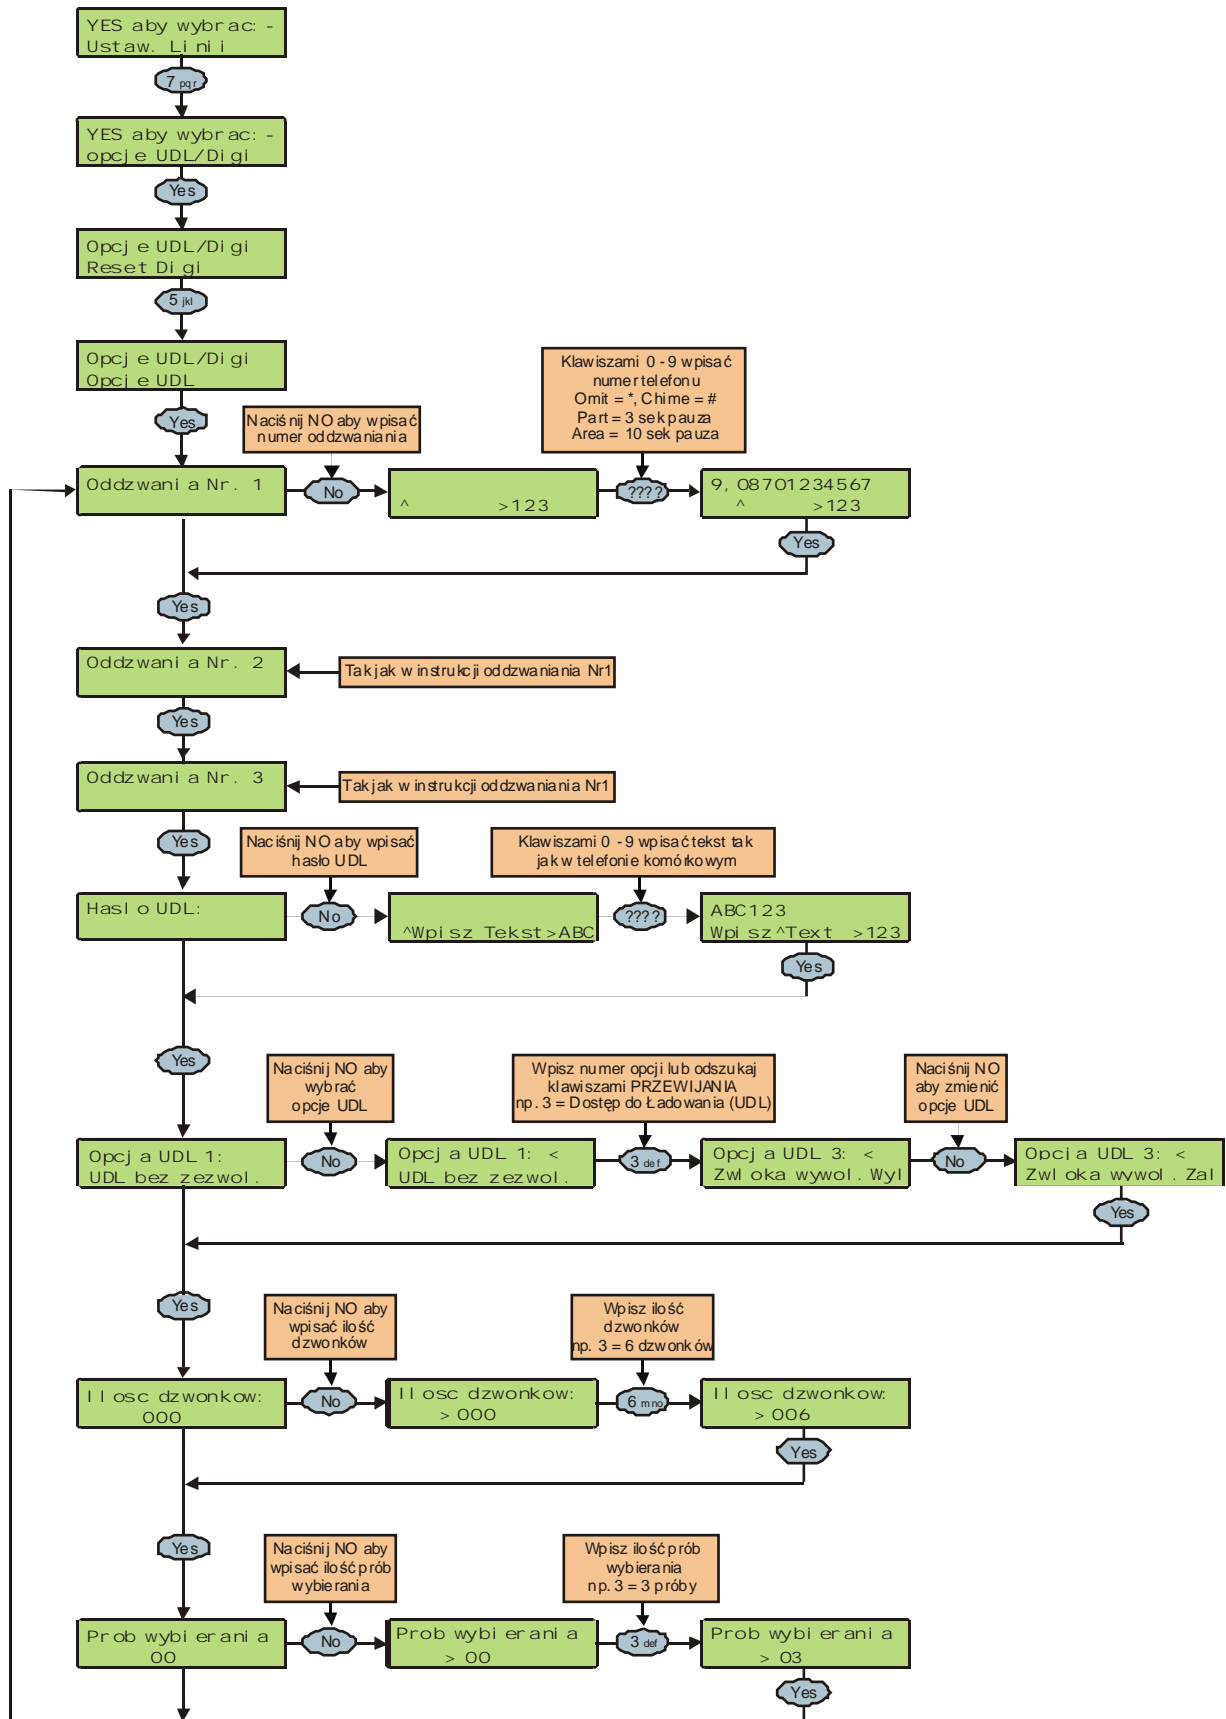 YES aby wybrac: -
Ustaw. Linii
7 pqr
YES aby wybrac: -
opcje UDL/Digi
Yes
Opcje UDL/Digi
Reset Digi
5 jkl
Opcje UDL/Digi
Opcje UDL
Yes
Naciśnij NO aby wpisać
numer oddzwaniania
Klawiszami 0 - 9 wpisać
numer telefonu
Omit = *, Chime = #
Part = 3 sek pauza
Area = 10 sek pauza
Oddzwania Nr. 1
No
^ >123
????
9, 08701234567
^ >123
Yes
Yes
Oddzwania Nr. 2
Tak jak w instrukcji oddzwaniania Nr1
Yes
Oddzwania Nr. 3
Tak jak w instrukcji oddzwaniania Nr1
Yes
Naciśnij NO aby wpisać
hasło UDL
Klawiszami 0 - 9 wpisać tekst tak
jak w telefonie komórkowym
Haslo UDL:
No
^Wpisz Tekst>ABC
????
ABC123
Wpisz^Text >123
Yes
Yes
Naciśnij NO aby
wybrać
opcje UDL
Wpisz numer opcji lub odszukaj
klawiszami PRZEWIJANIA
np. 3 = Dostęp do Ładowania (UDL)
Naciśnij NO
aby zmienić
opcje UDL
Opcja UDL 1:
UDL bez zezwol.
No
Opcja UDL 1: <
UDL bez zezwol.
3 def
Opcja UDL 3: <
Zwloka wywol. Wyl
No
Opcja UDL 3: <
Zwloka wywol. Zal
Yes
Yes
Naciśnij NO aby
wpisać ilość
dzwonków
Wpisz ilość
dzwonków
np. 3 = 6 dzwonków
Ilosc dzwonkow:
000
No
Ilosc dzwonkow:
> 000
6 mno
Ilosc dzwonkow:
> 006
Yes
Yes
Naciśnij NO aby
wpisać ilość prób
wybierania
Wpisz ilość prób
wybierania
np. 3 = 3 próby
Prob wybierania
00
No
Prob wybierania
> 00
3 def
Prob wybierania
> 03
Yes